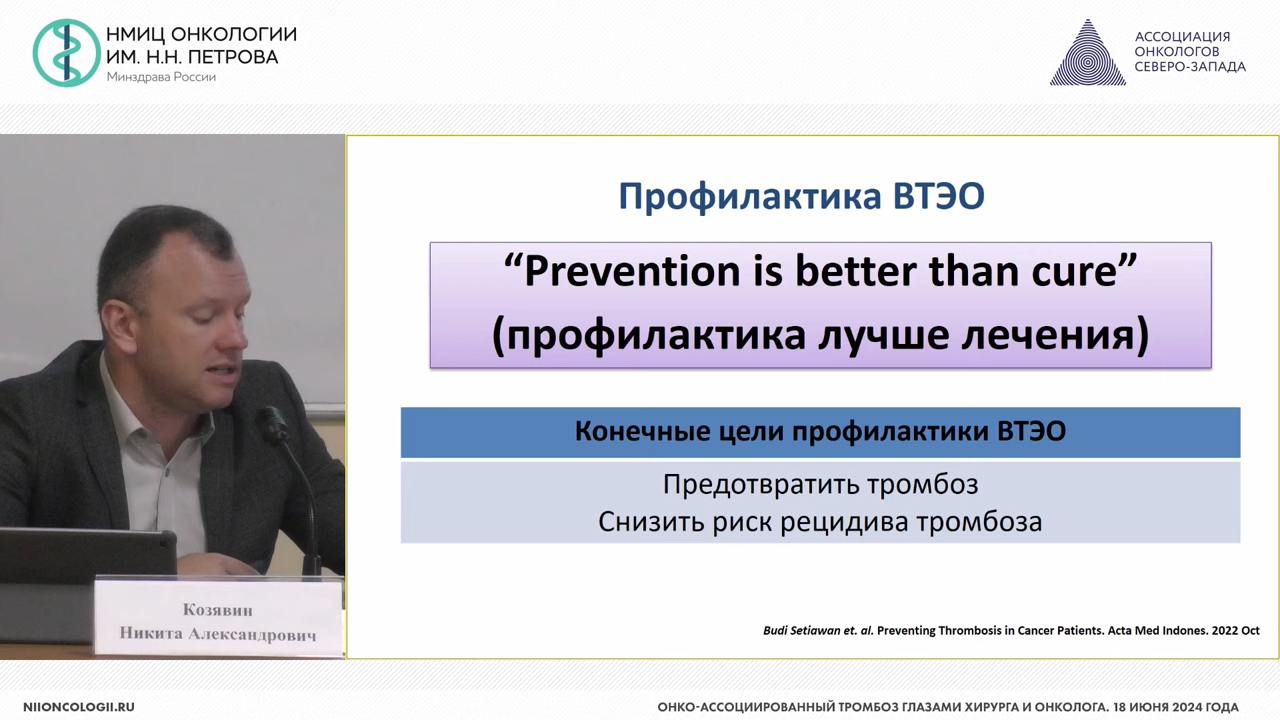 НМИЦ ОНКОЛОГИИ
ИМ. Н.Н. ПЕТРОВА
Минздрава России
АССОЦИАЦИЯ
ОНКОЛОГОВ
СЕВЕРО-ЗАПАДА
Профилактика ВТЭО
“Prevention is better than cure”
(профилактика лучше лечения)
Конечные цели профилактики ВТЭО
Предотвратить тромбоз
Снизить риск рецидива тромбоза
Budi Setiawan et. al. Preventing Thrombosis in Cancer Patients. Acta Med Indones. 2022 Oct
Козявин
Никита Александрович
NIIONCOLOGII.RU
ОНКО-АССОЦИИРОВАННЫЙ ТРОМБОЗ ГЛАЗАМИ ХИРУРГА И ОНКОЛОГА. 18 ИЮНЯ 2024 ГОДА